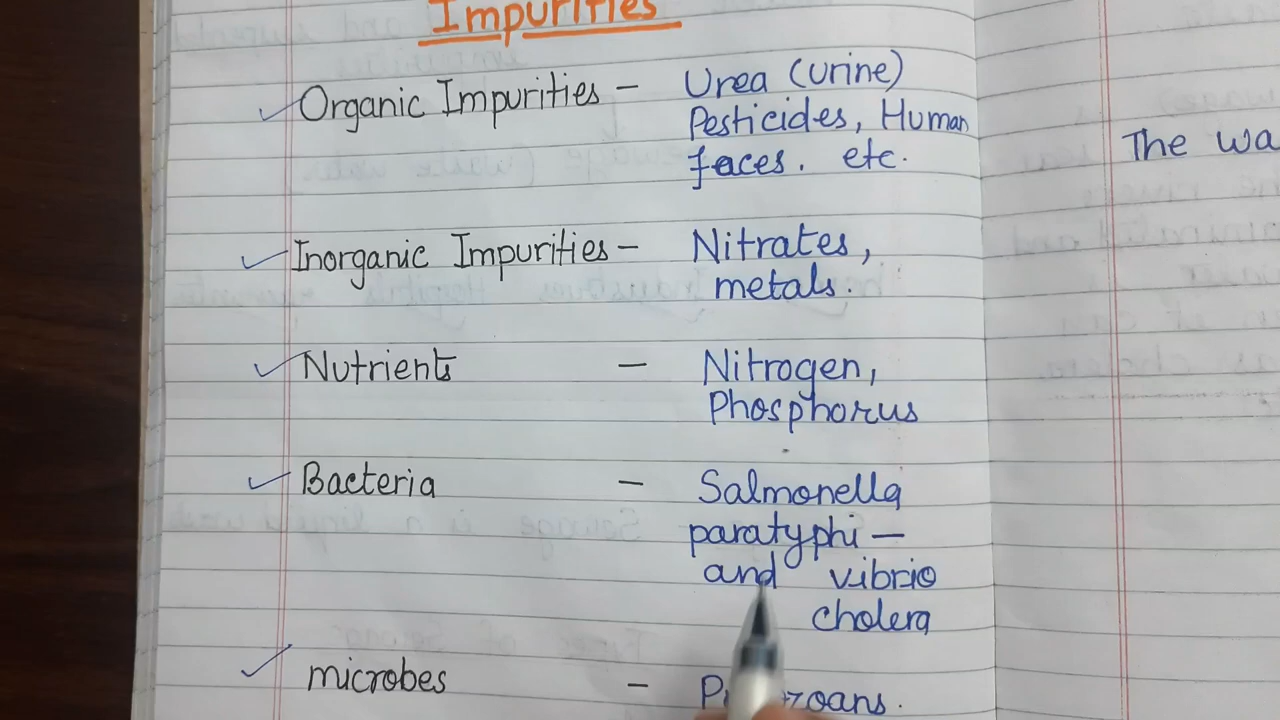 Impurities
Organic Impurities - Urea (urine)
Pesticides, Human
faces. etc.
The wa
Inorganic Impurities - Nitrates,
metals.
Nutrients - Nitrogen,
Phosphorus
Bacteria - Salmonella
paratyphi -
and vibrio
cholera
microbes -